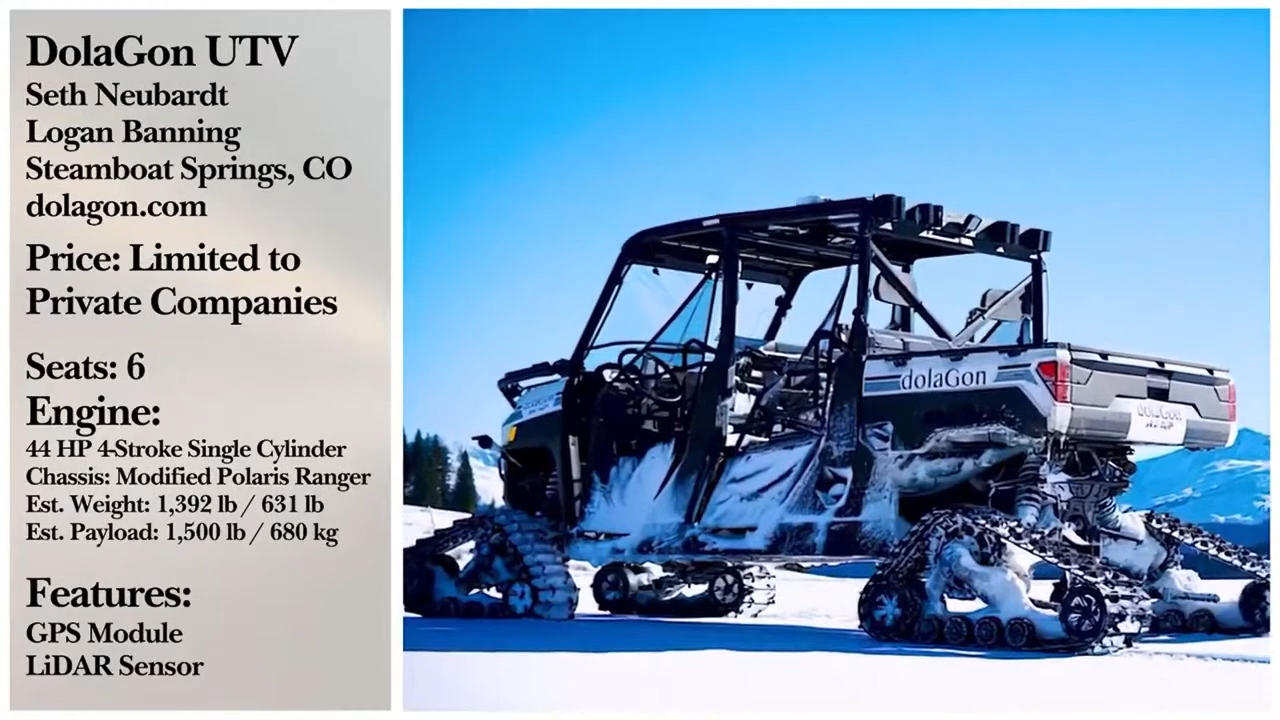 DolaGon UTV
Seth Neubardt
Logan Banning
Steamboat Springs, CO
dolagon.com
Price: Limited to
Private Companies
Seats: 6
Engine:
44 HP 4-Stroke Single Cylinder
Chassis: Modified Polaris Ranger
Est. Weight: 1,392 lb / 631 lb
Est. Payload: 1,500 lb / 680 kg
Features:
GPS Module
LiDAR Sensor
dolaGon
dolaGon